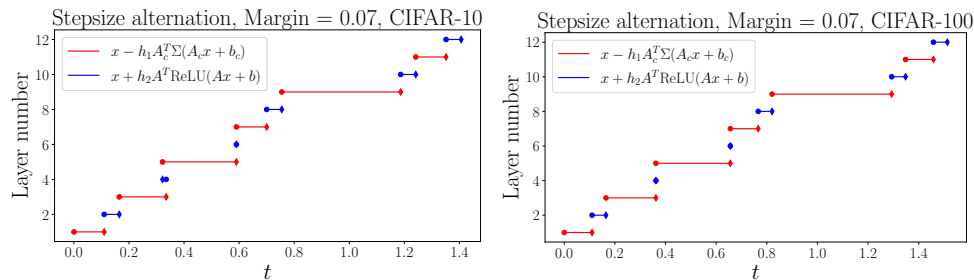 Stepsize alternation, Margin = 0.07, CIFAR-10
Layer number
12
10
8
6
4
2
x − h₁A_c^TΣ(A_cx + b_c)
x + h₂A^TReLU(Ax + b)
0.0 0.2 0.4 0.6 0.8 1.0 1.2 1.4
t
Stepsize alternation, Margin = 0.07, CIFAR-100
Layer number
12
10
8
6
4
2
x − h₁A_c^TΣ(A_cx + b_c)
x + h₂A^TReLU(Ax + b)
0.0 0.2 0.4 0.6 0.8 1.0 1.2 1.4
t